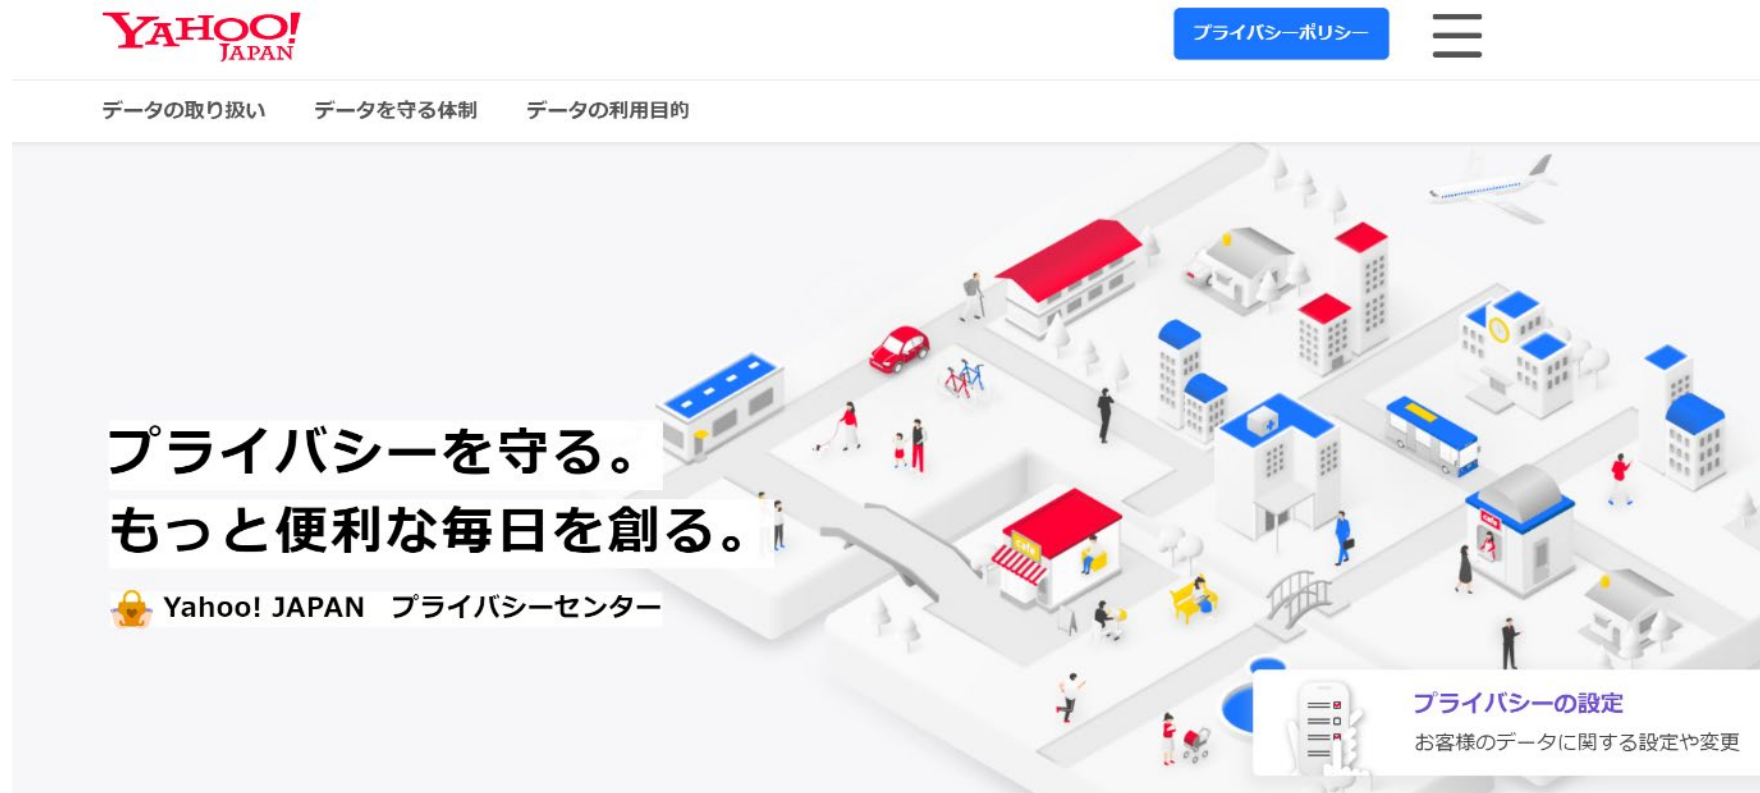 YAHOO!
JAPAN
プライバシーポリシー
データの取り扱い
データを守る体制
データの利用目的
プライバシーを守る。
もっと便利な毎日を創る。
Yahoo! JAPAN プライバシーセンター
cafe
cafe
プライバシーの設定
お客様のデータに関する設定や変更